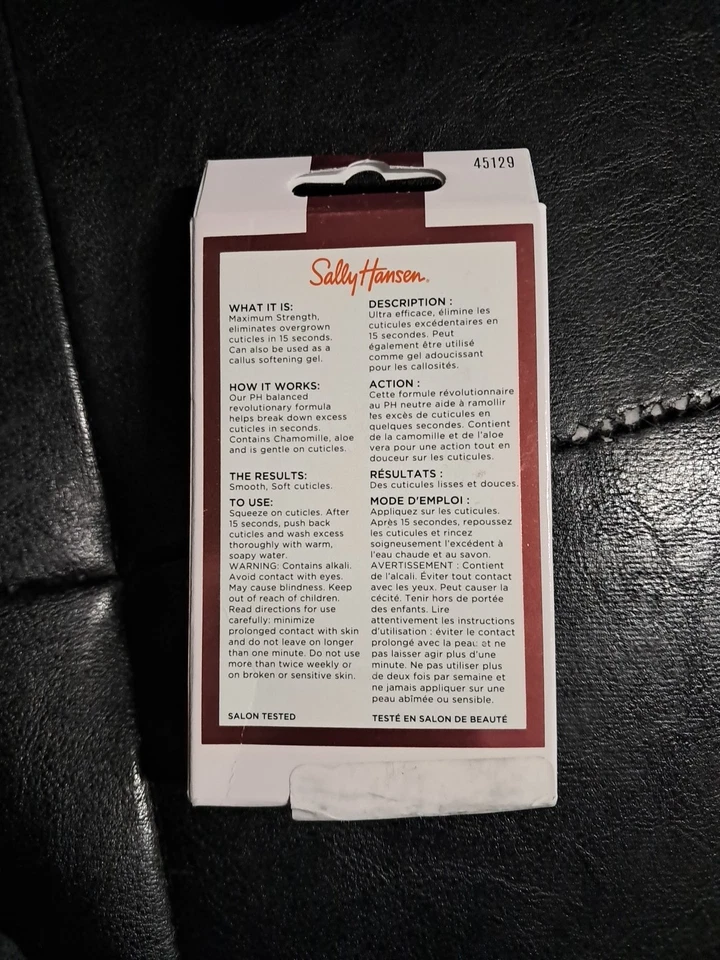 45129
Sally Hansen.
WHAT IT IS:
Maximum Strength,
eliminates overgrown
cuticles in 15 seconds.
Can also be used as a
callus softening gel.
HOW IT WORKS:
Our PH balanced
revolutionary formula
helps break down excess
cuticles in seconds.
Contains Chamomille, aloe
and is gentle on cuticles.
THE RESULTS:
Smooth, Soft cuticles.
TO USE:
Squeeze on cuticles. After
15 seconds, push back
cuticles and wash excess
thoroughly with warm,
soapy water.
WARNING: Contains alkali.
Avoid contact with eyes.
May cause blindness. Keep
out of reach of children.
Read directions for use
carefully: minimize
prolonged contact with skin
and do not leave on longer
than one minute. Do not use
more than twice weekly or
on broken or sensitive skin.
SALON TESTED
DESCRIPTION :
Ultra efficace, élimine les
cuticules excédentaires en
15 secondes. Peut
également être utilisé
comme gel adoucissant
pour les callosités.
ACTION :
Cette formule révolutionnaire
au PH neutre aide à ramollir
les excès de cuticules en
quelques secondes. Contient
de la camomille et de l'aloe
vera pour une action tout en
douceur sur les cuticules.
RÉSULTATS :
Des cuticules lisses et douces.
MODE D'EMPLOI :
Appliquez sur les cuticules.
Après 15 secondes, repoussez
les cuticules et rincez
soigneusement l'excédent à
l'eau chaude et au savon.
AVERTISSEMENT : Contient
de l'alcali. Éviter tout contact
avec les yeux. Peut causer la
cécité. Tenir hors de portée
des enfants. Lire
attentivement les instructions
d'utilisation : éviter le contact
prolongé avec la peau et ne
pas laisser agir plus d'une
minute. Ne pas utiliser plus
de deux fois par semaine et
ne jamais appliquer sur une
peau abîmée ou sensible.
TESTÉ EN SALON DE BEAUTÉ